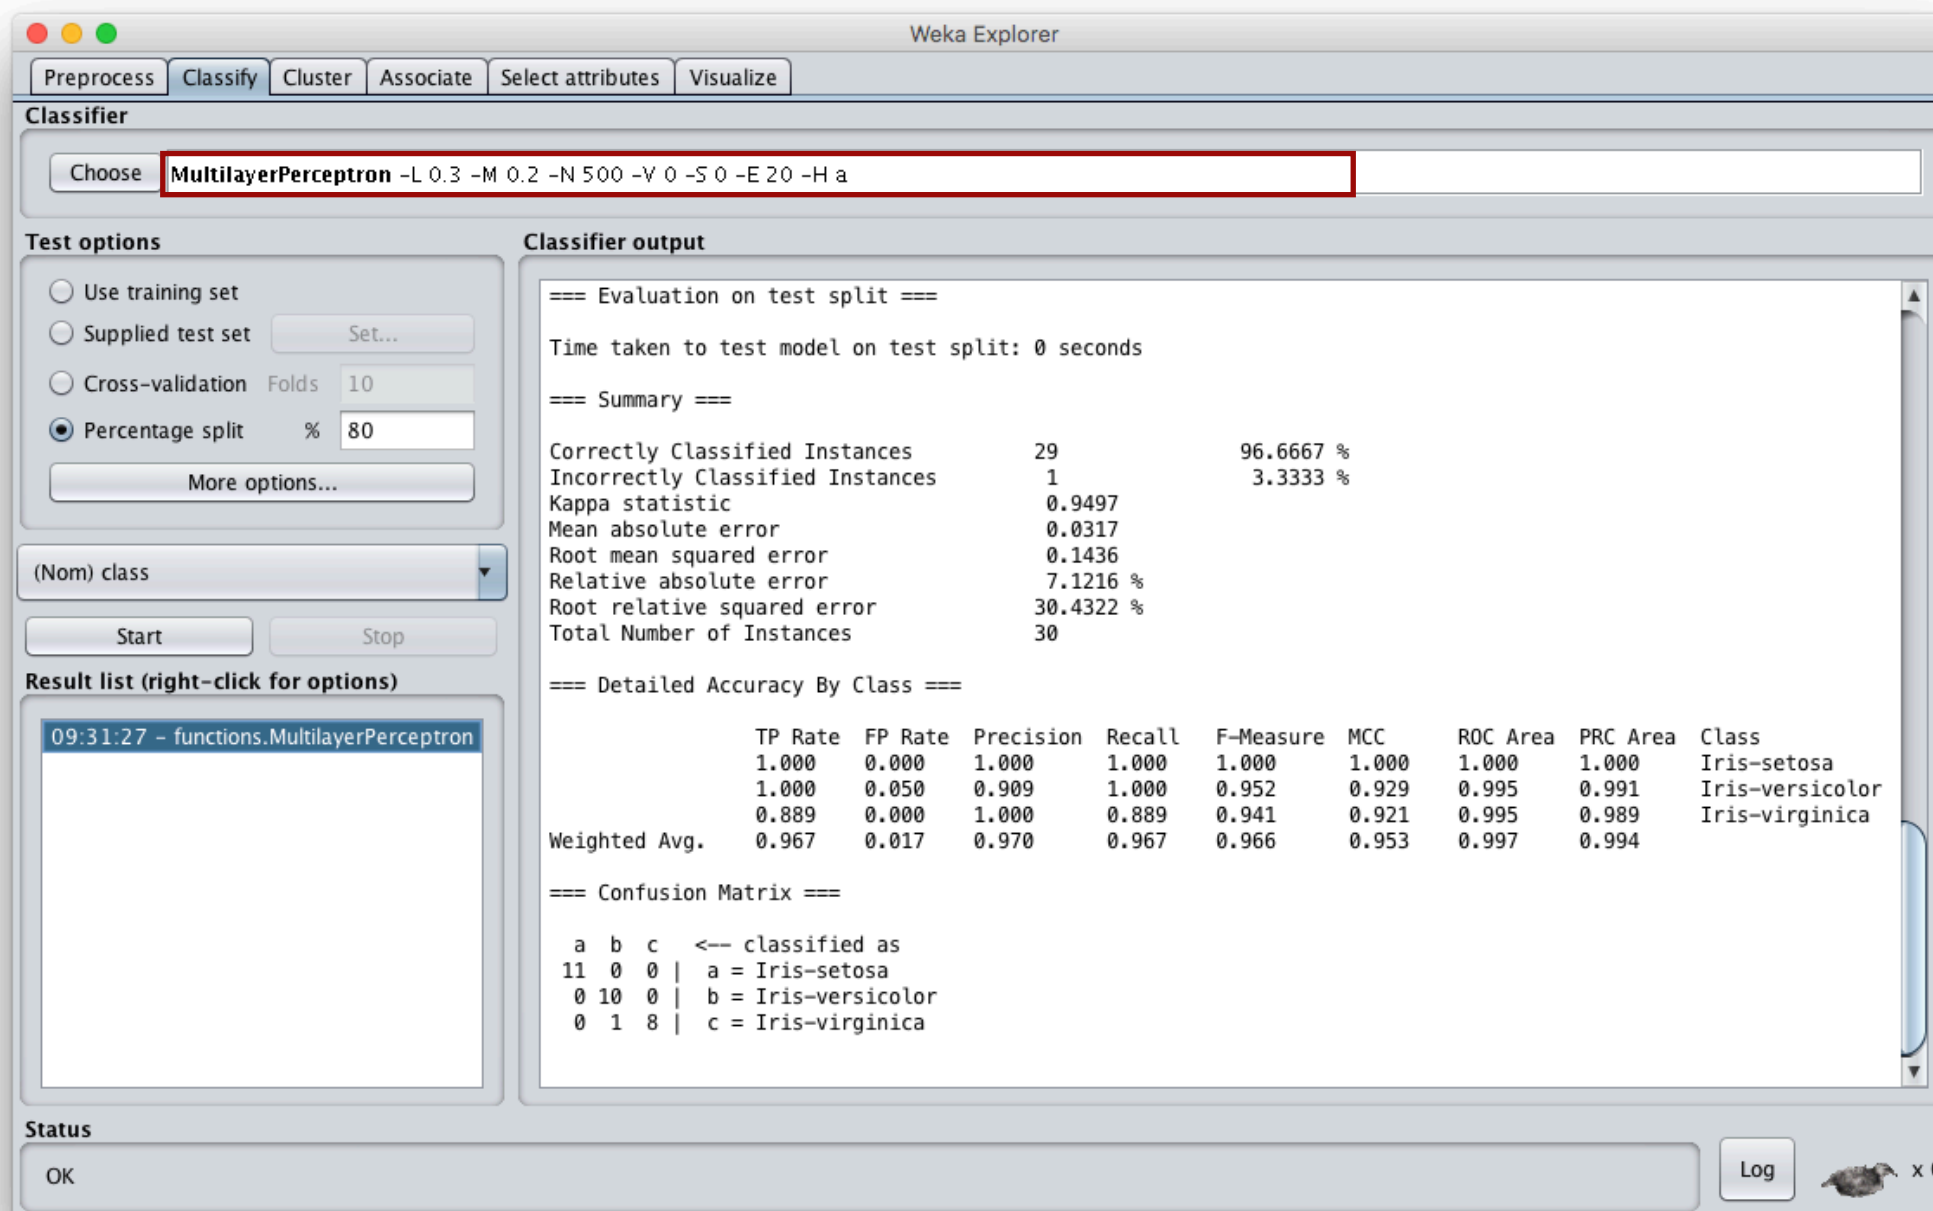 Weka Explorer
Preprocess Classify Cluster Associate Select attributes Visualize
Classifier
Choose MultilayerPerceptron -L 0.3 -M 0.2 -N 500 -V 0 -S 0 -E 20 -H a
Test options
Use training set
Supplied test set Set...
Cross-validation Folds 10
Percentage split % 80
More options...
(Nom) class
Start Stop
Result list (right-click for options)
09:31:27 - functions.MultilayerPerceptron
Classifier output
=== Evaluation on test split ===
Time taken to test model on test split: 0 seconds
=== Summary ===
Correctly Classified Instances 29 96.6667 %
Incorrectly Classified Instances 1 3.3333 %
Kappa statistic 0.9497
Mean absolute error 0.0317
Root mean squared error 0.1436
Relative absolute error 7.1216 %
Root relative squared error 30.4322 %
Total Number of Instances 30
=== Detailed Accuracy By Class ===
TP Rate FP Rate Precision Recall F-Measure MCC ROC Area PRC Area Class
1.000 0.000 1.000 1.000 1.000 1.000 1.000 1.000 Iris-setosa
1.000 0.050 0.909 1.000 0.952 0.929 0.995 0.991 Iris-versicolor
0.889 0.000 1.000 0.889 0.941 0.921 0.995 0.989 Iris-virginica
Weighted Avg. 0.967 0.017 0.970 0.967 0.966 0.953 0.997 0.994
=== Confusion Matrix ===
a b c <-- classified as
11 0 0 | a = Iris-setosa
0 10 0 | b = Iris-versicolor
0 1 8 | c = Iris-virginica
Status
OK
Log x